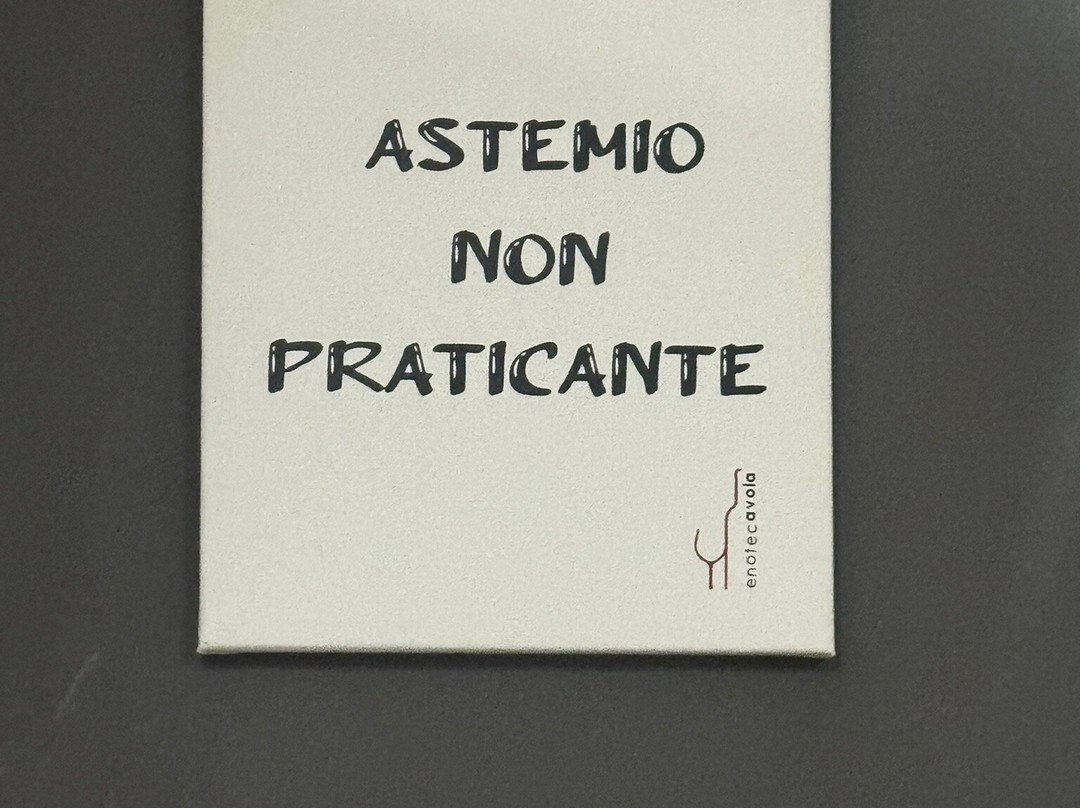 ASTEMIO
NON
PRATICANTE
enotecavola